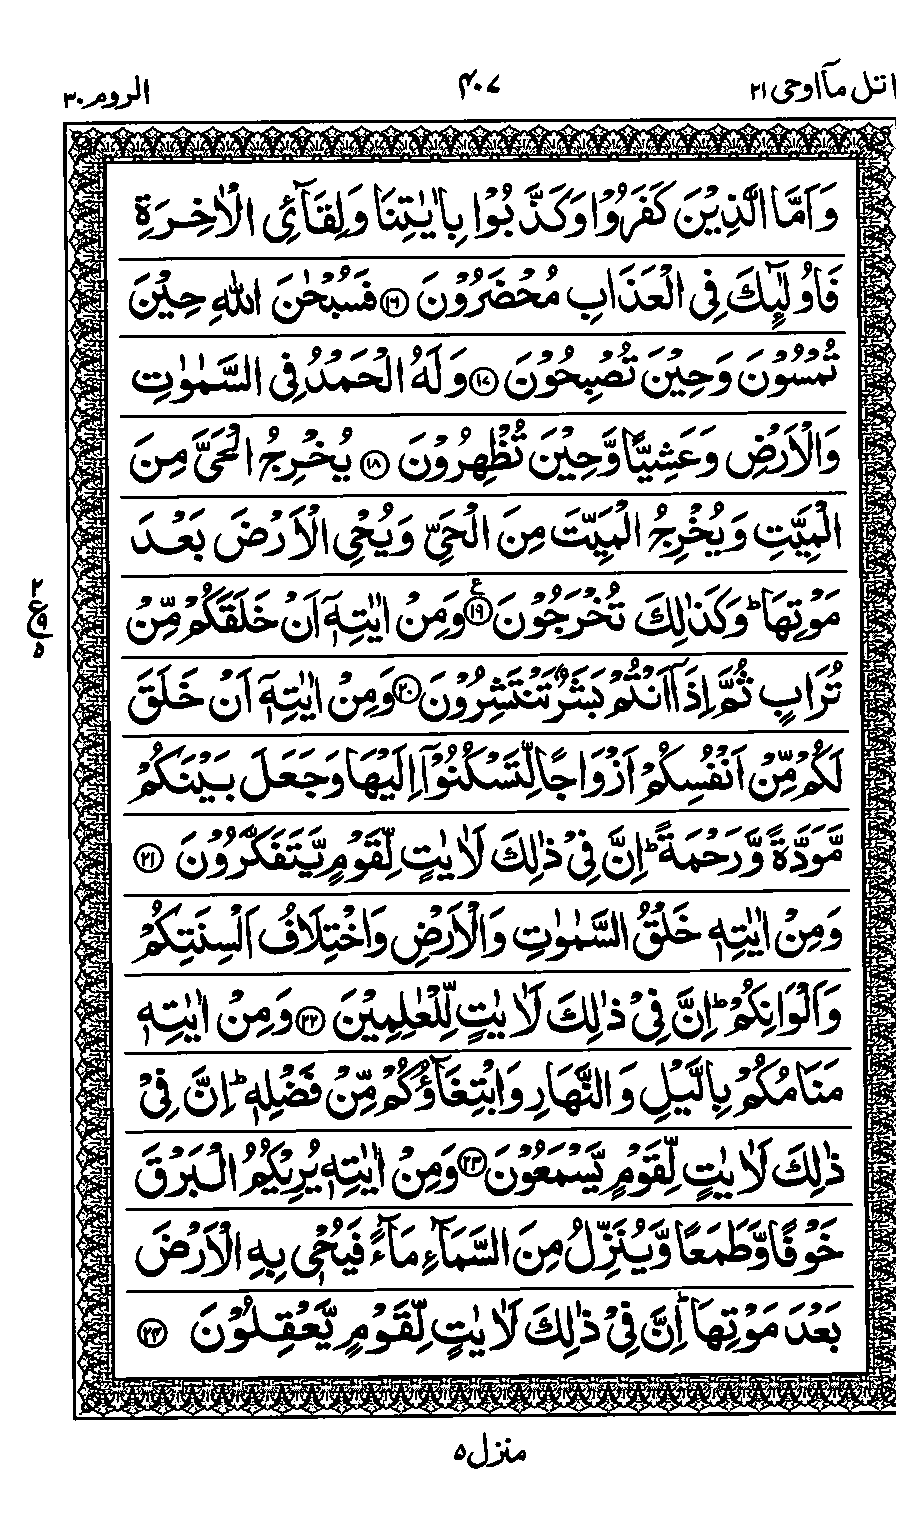 اتل مآاوحی ۲۱
۴۰۷
الروم ۳۰
وَاَمَّا الَّذِيْنَ كَفَرُوْا وَكَذَّبُوْا بِاٰيٰتِنَا وَلِقَآئِ الْاٰخِرَةِ
فَاُولٰٓئِكَ فِى الْعَذَابِ مُحْضَرُوْنَ ۝۱۶ فَسُبْحٰنَ اللّٰهِ حِيْنَ
تُمْسُوْنَ وَحِيْنَ تُصْبِحُوْنَ ۝۱۷ وَلَهُ الْحَمْدُ فِى السَّمٰوٰتِ
وَالْاَرْضِ وَعَشِيًّا وَّحِيْنَ تُظْهِرُوْنَ ۝۱۸ يُخْرِجُ الْحَىَّ مِنَ
الْمَيِّتِ وَيُخْرِجُ الْمَيِّتَ مِنَ الْحَىِّ وَيُحْىِ الْاَرْضَ بَعْدَ
مَوْتِهَا ؕ وَكَذٰلِكَ تُخْرَجُوْنَ ۝۱۹ ع وَمِنْ اٰيٰتِهٖۤ اَنْ خَلَقَكُمْ مِّنْ
تُرَابٍ ثُمَّ اِذَاۤ اَنْتُمْ بَشَرٌ تَنْتَشِرُوْنَ ۝۲۰ وَمِنْ اٰيٰتِهٖۤ اَنْ خَلَقَ
لَكُمْ مِّنْ اَنْفُسِكُمْ اَزْوَاجًا لِّتَسْكُنُوْۤا اِلَيْهَا وَجَعَلَ بَيْنَكُمْ
مَّوَدَّةً وَّرَحْمَةً ؕ اِنَّ فِىْ ذٰلِكَ لَاٰيٰتٍ لِّقَوْمٍ يَّتَفَكَّرُوْنَ ۝۲۱
وَمِنْ اٰيٰتِهٖ خَلْقُ السَّمٰوٰتِ وَالْاَرْضِ وَاخْتِلَافُ اَلْسِنَتِكُمْ
وَاَلْوَانِكُمْ ؕ اِنَّ فِىْ ذٰلِكَ لَاٰيٰتٍ لِّلْعٰلِمِيْنَ ۝۲۲ وَمِنْ اٰيٰتِهٖ
مَنَامُكُمْ بِالَّيْلِ وَالنَّهَارِ وَابْتِغَآؤُكُمْ مِّنْ فَضْلِهٖ ؕ اِنَّ فِىْ
ذٰلِكَ لَاٰيٰتٍ لِّقَوْمٍ يَّسْمَعُوْنَ ۝۲۳ وَمِنْ اٰيٰتِهٖ يُرِيْكُمُ الْبَرْقَ
خَوْفًا وَّطَمَعًا وَّيُنَزِّلُ مِنَ السَّمَآءِ مَآءً فَيُحْىٖ بِهِ الْاَرْضَ
بَعْدَ مَوْتِهَا ؕ اِنَّ فِىْ ذٰلِكَ لَاٰيٰتٍ لِّقَوْمٍ يَّعْقِلُوْنَ ۝۲۴
۲
ع
۹
۵
منزل ۵